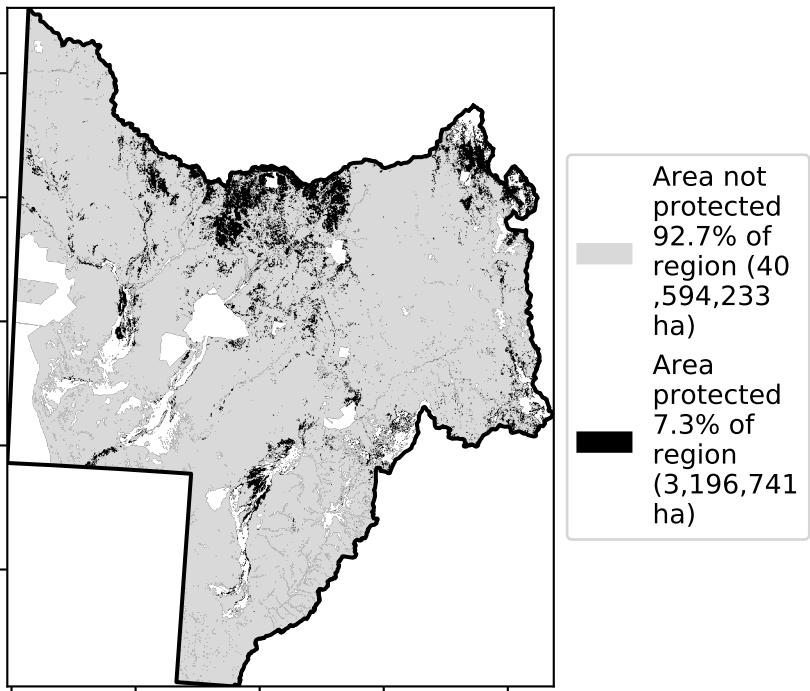 Area not
protected
92.7% of
region (40
,594,233
ha)
Area
protected
7.3% of
region
(3,196,741
ha)